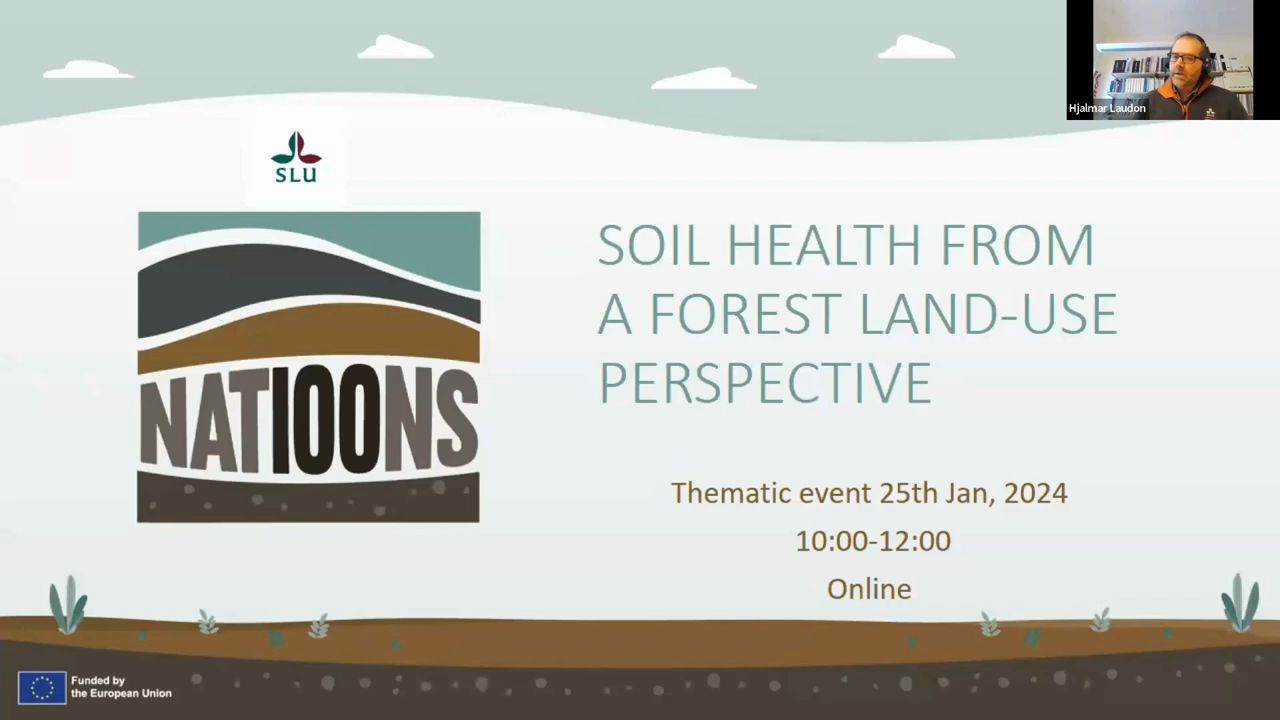 Hjalmar Laudon
SLU
NATIOONS
SOIL HEALTH FROM
A FOREST LAND-USE
PERSPECTIVE
Thematic event 25th Jan, 2024
10:00-12:00
Online
Funded by
the European Union